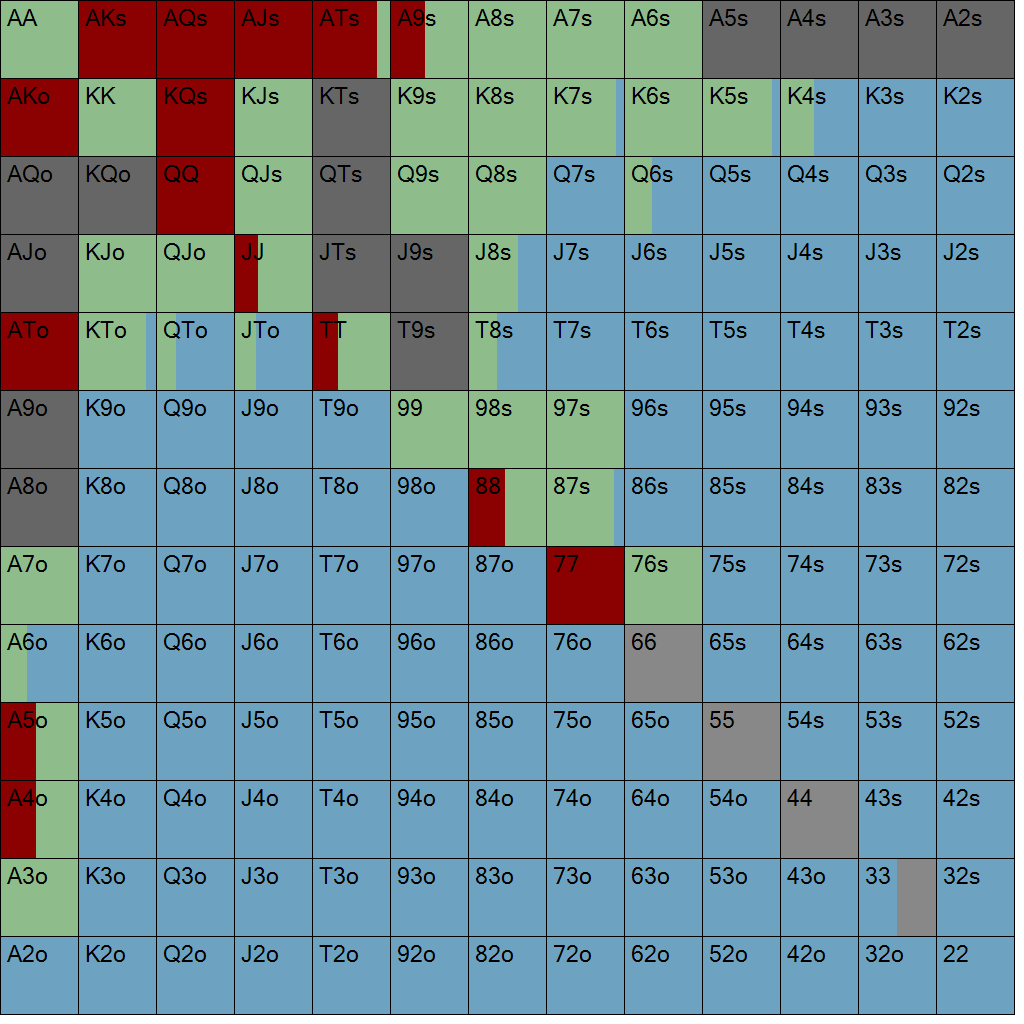 AA AKs AQs AJs ATs A9s A8s A7s A6s A5s A4s A3s A2s
AKo KK KQs KJs KTs K9s K8s K7s K6s K5s K4s K3s K2s
AQo KQo QQ QJs QTs Q9s Q8s Q7s Q6s Q5s Q4s Q3s Q2s
AJo KJo QJo JJ JTs J9s J8s J7s J6s J5s J4s J3s J2s
ATo KTo QTo JTo TT T9s T8s T7s T6s T5s T4s T3s T2s
A9o K9o Q9o J9o T9o 99 98s 97s 96s 95s 94s 93s 92s
A8o K8o Q8o J8o T8o 98o 88 87s 86s 85s 84s 83s 82s
A7o K7o Q7o J7o T7o 97o 87o 77 76s 75s 74s 73s 72s
A6o K6o Q6o J6o T6o 96o 86o 76o 66 65s 64s 63s 62s
A5o K5o Q5o J5o T5o 95o 85o 75o 65o 55 54s 53s 52s
A4o K4o Q4o J4o T4o 94o 84o 74o 64o 54o 44 43s 42s
A3o K3o Q3o J3o T3o 93o 83o 73o 63o 53o 43o 33 32s
A2o K2o Q2o J2o T2o 92o 82o 72o 62o 52o 42o 32o 22